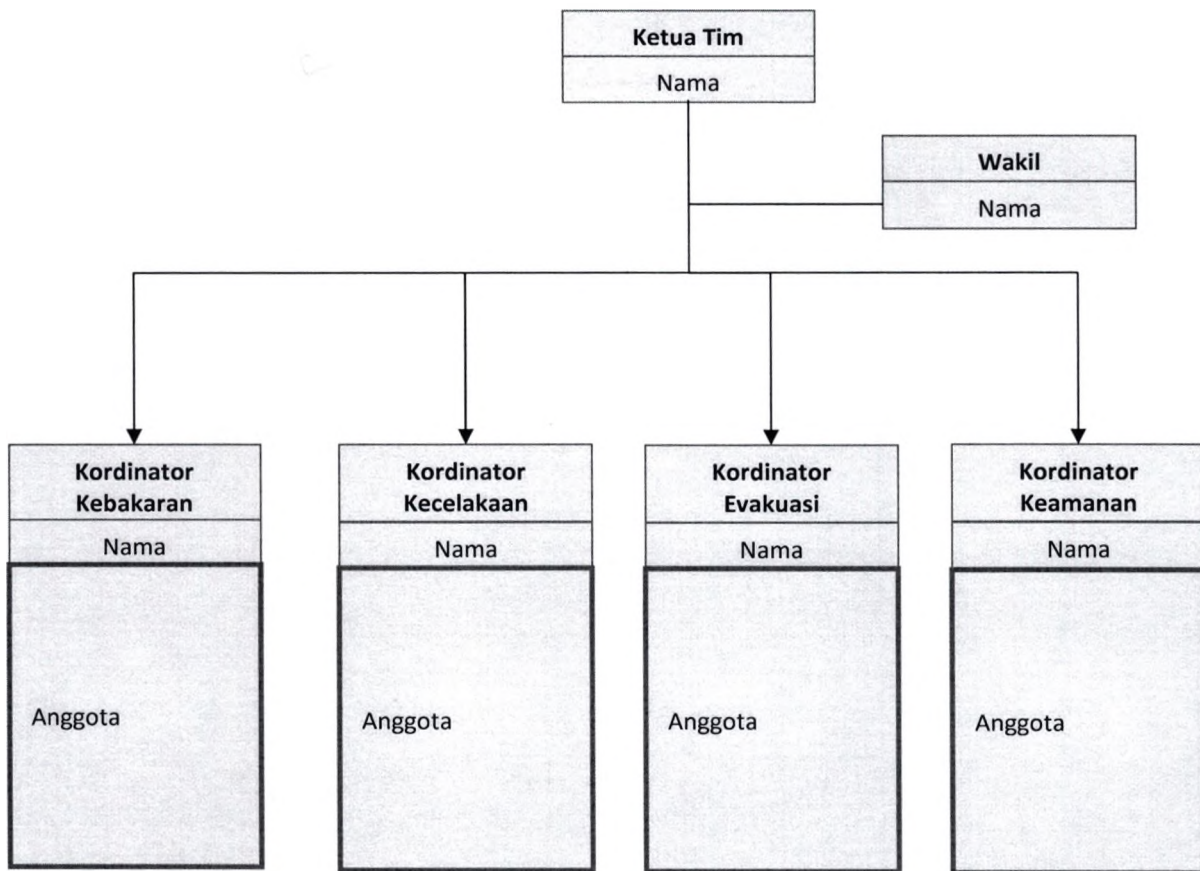 Ketua Tim
Nama
Wakil
Nama
Kordinator
Kebakaran
Nama
Anggota
Kordinator
Kecelakaan
Nama
Anggota
Kordinator
Evakuasi
Nama
Anggota
Kordinator
Keamanan
Nama
Anggota